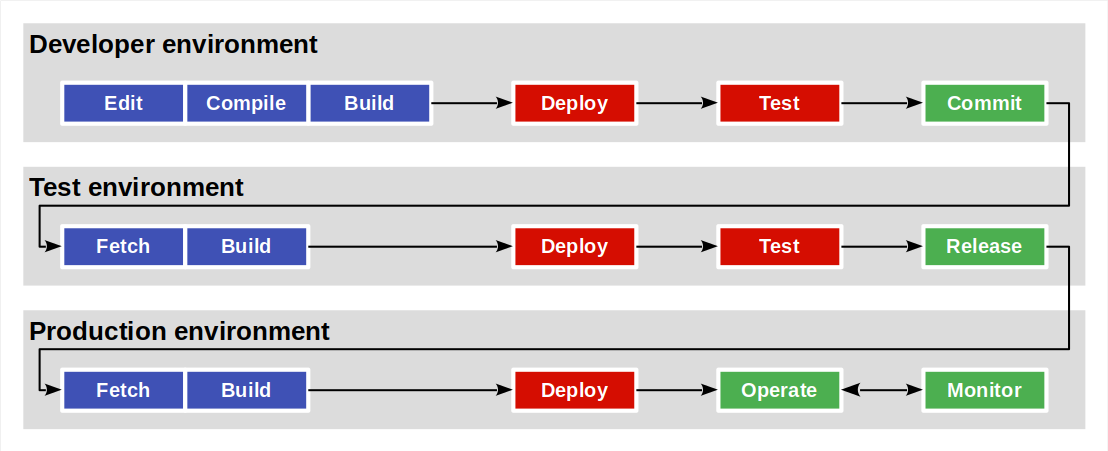 Developer environment
Edit Compile Build Deploy Test Commit
Test environment
Fetch Build Deploy Test Release
Production environment
Fetch Build Deploy Operate Monitor